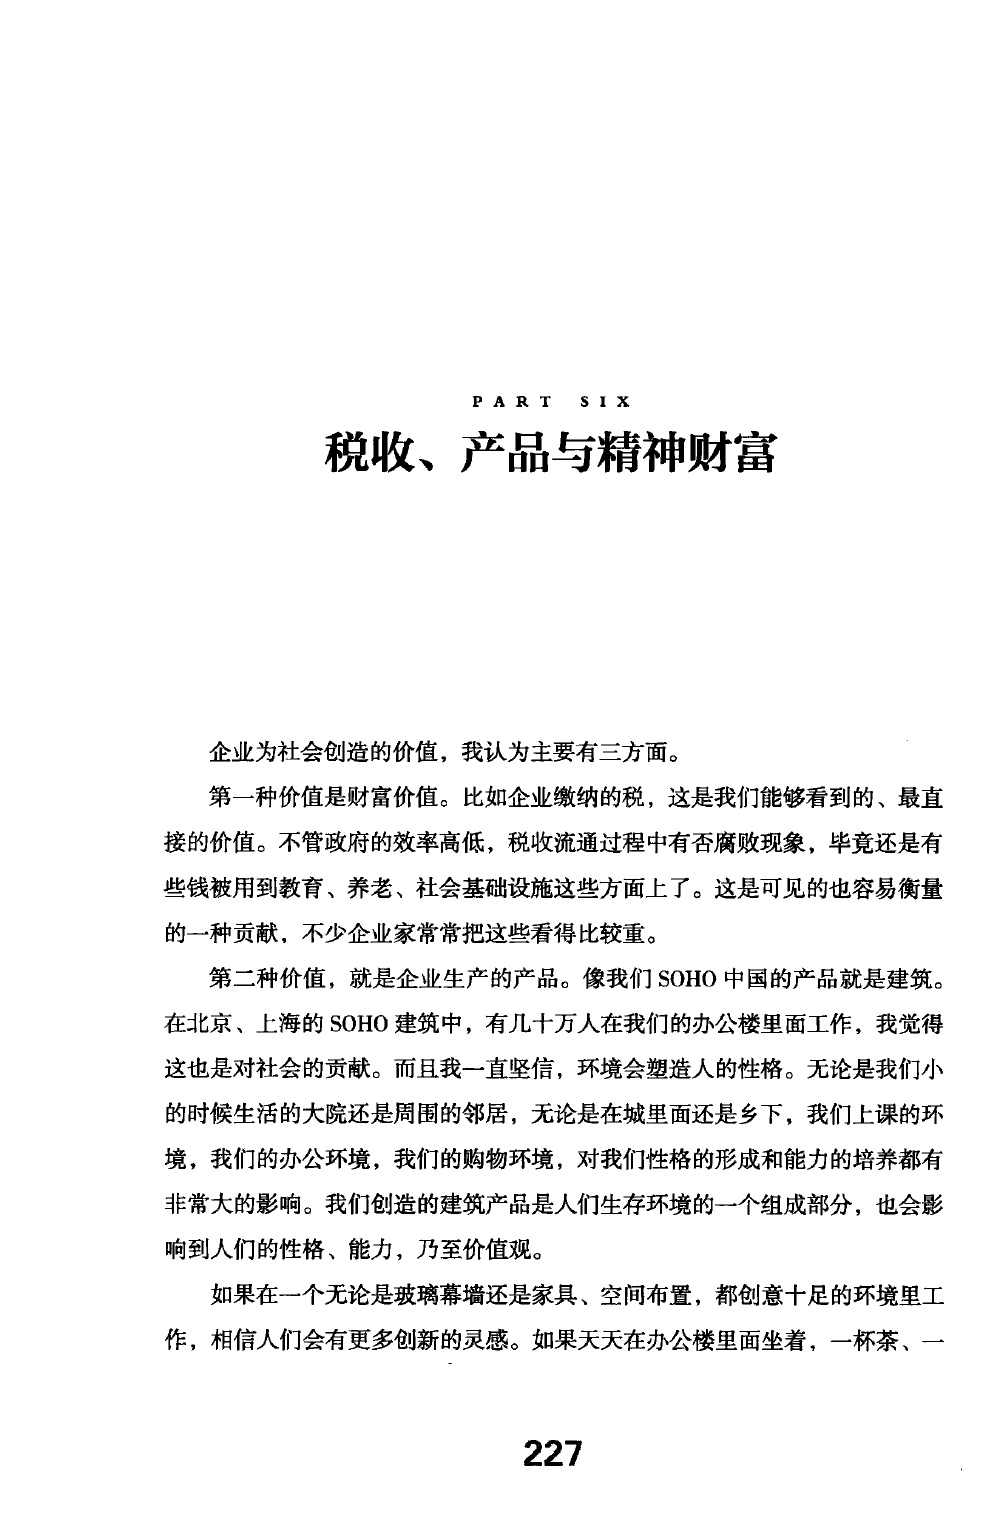 PART SIX
税收、产品与精神财富
企业为社会创造的价值，我认为主要有三方面。
第一种价值是财富价值。比如企业缴纳的税，这是我们能够看到的、最直
接的价值。不管政府的效率高低，税收流通过程中有否腐败现象，毕竟还是有
些钱被用到教育、养老、社会基础设施这些方面上了。这是可见的也容易衡量
的一种贡献，不少企业家常常把这些看得比较重。
第二种价值，就是企业生产的产品。像我们 SOHO 中国的产品就是建筑。
在北京、上海的 SOHO 建筑中，有几十万人在我们的办公楼里面工作，我觉得
这也是对社会的贡献。而且我一直坚信，环境会塑造人的性格。无论是我们小
的时候生活的大院还是周围的邻居，无论是在城里面还是乡下，我们上课的环
境，我们的办公环境，我们的购物环境，对我们性格的形成和能力的培养都有
非常大的影响。我们创造的建筑产品是人们生存环境的一个组成部分，也会影
响到人们的性格、能力，乃至价值观。
如果在一个无论是玻璃幕墙还是家具、空间布置，都创意十足的环境里工
作，相信人们会有更多创新的灵感。如果天天在办公楼里面坐着，一杯茶、一
227